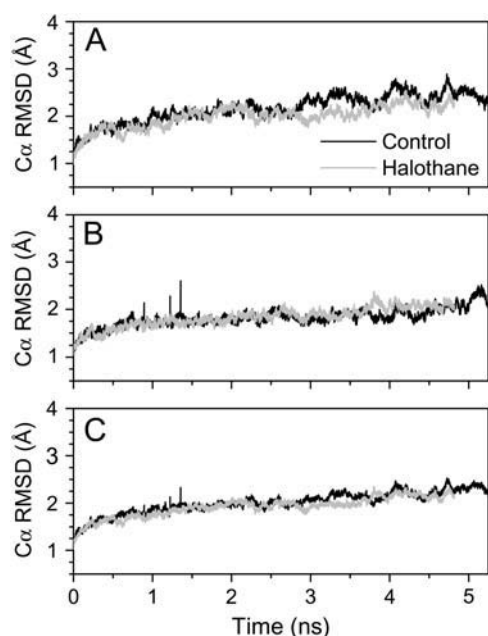 A
4
3
2
1
Cα RMSD (Å)
Control
Halothane
B
4
3
2
1
Cα RMSD (Å)
C
4
3
2
1
Cα RMSD (Å)
0 1 2 3 4 5
Time (ns)